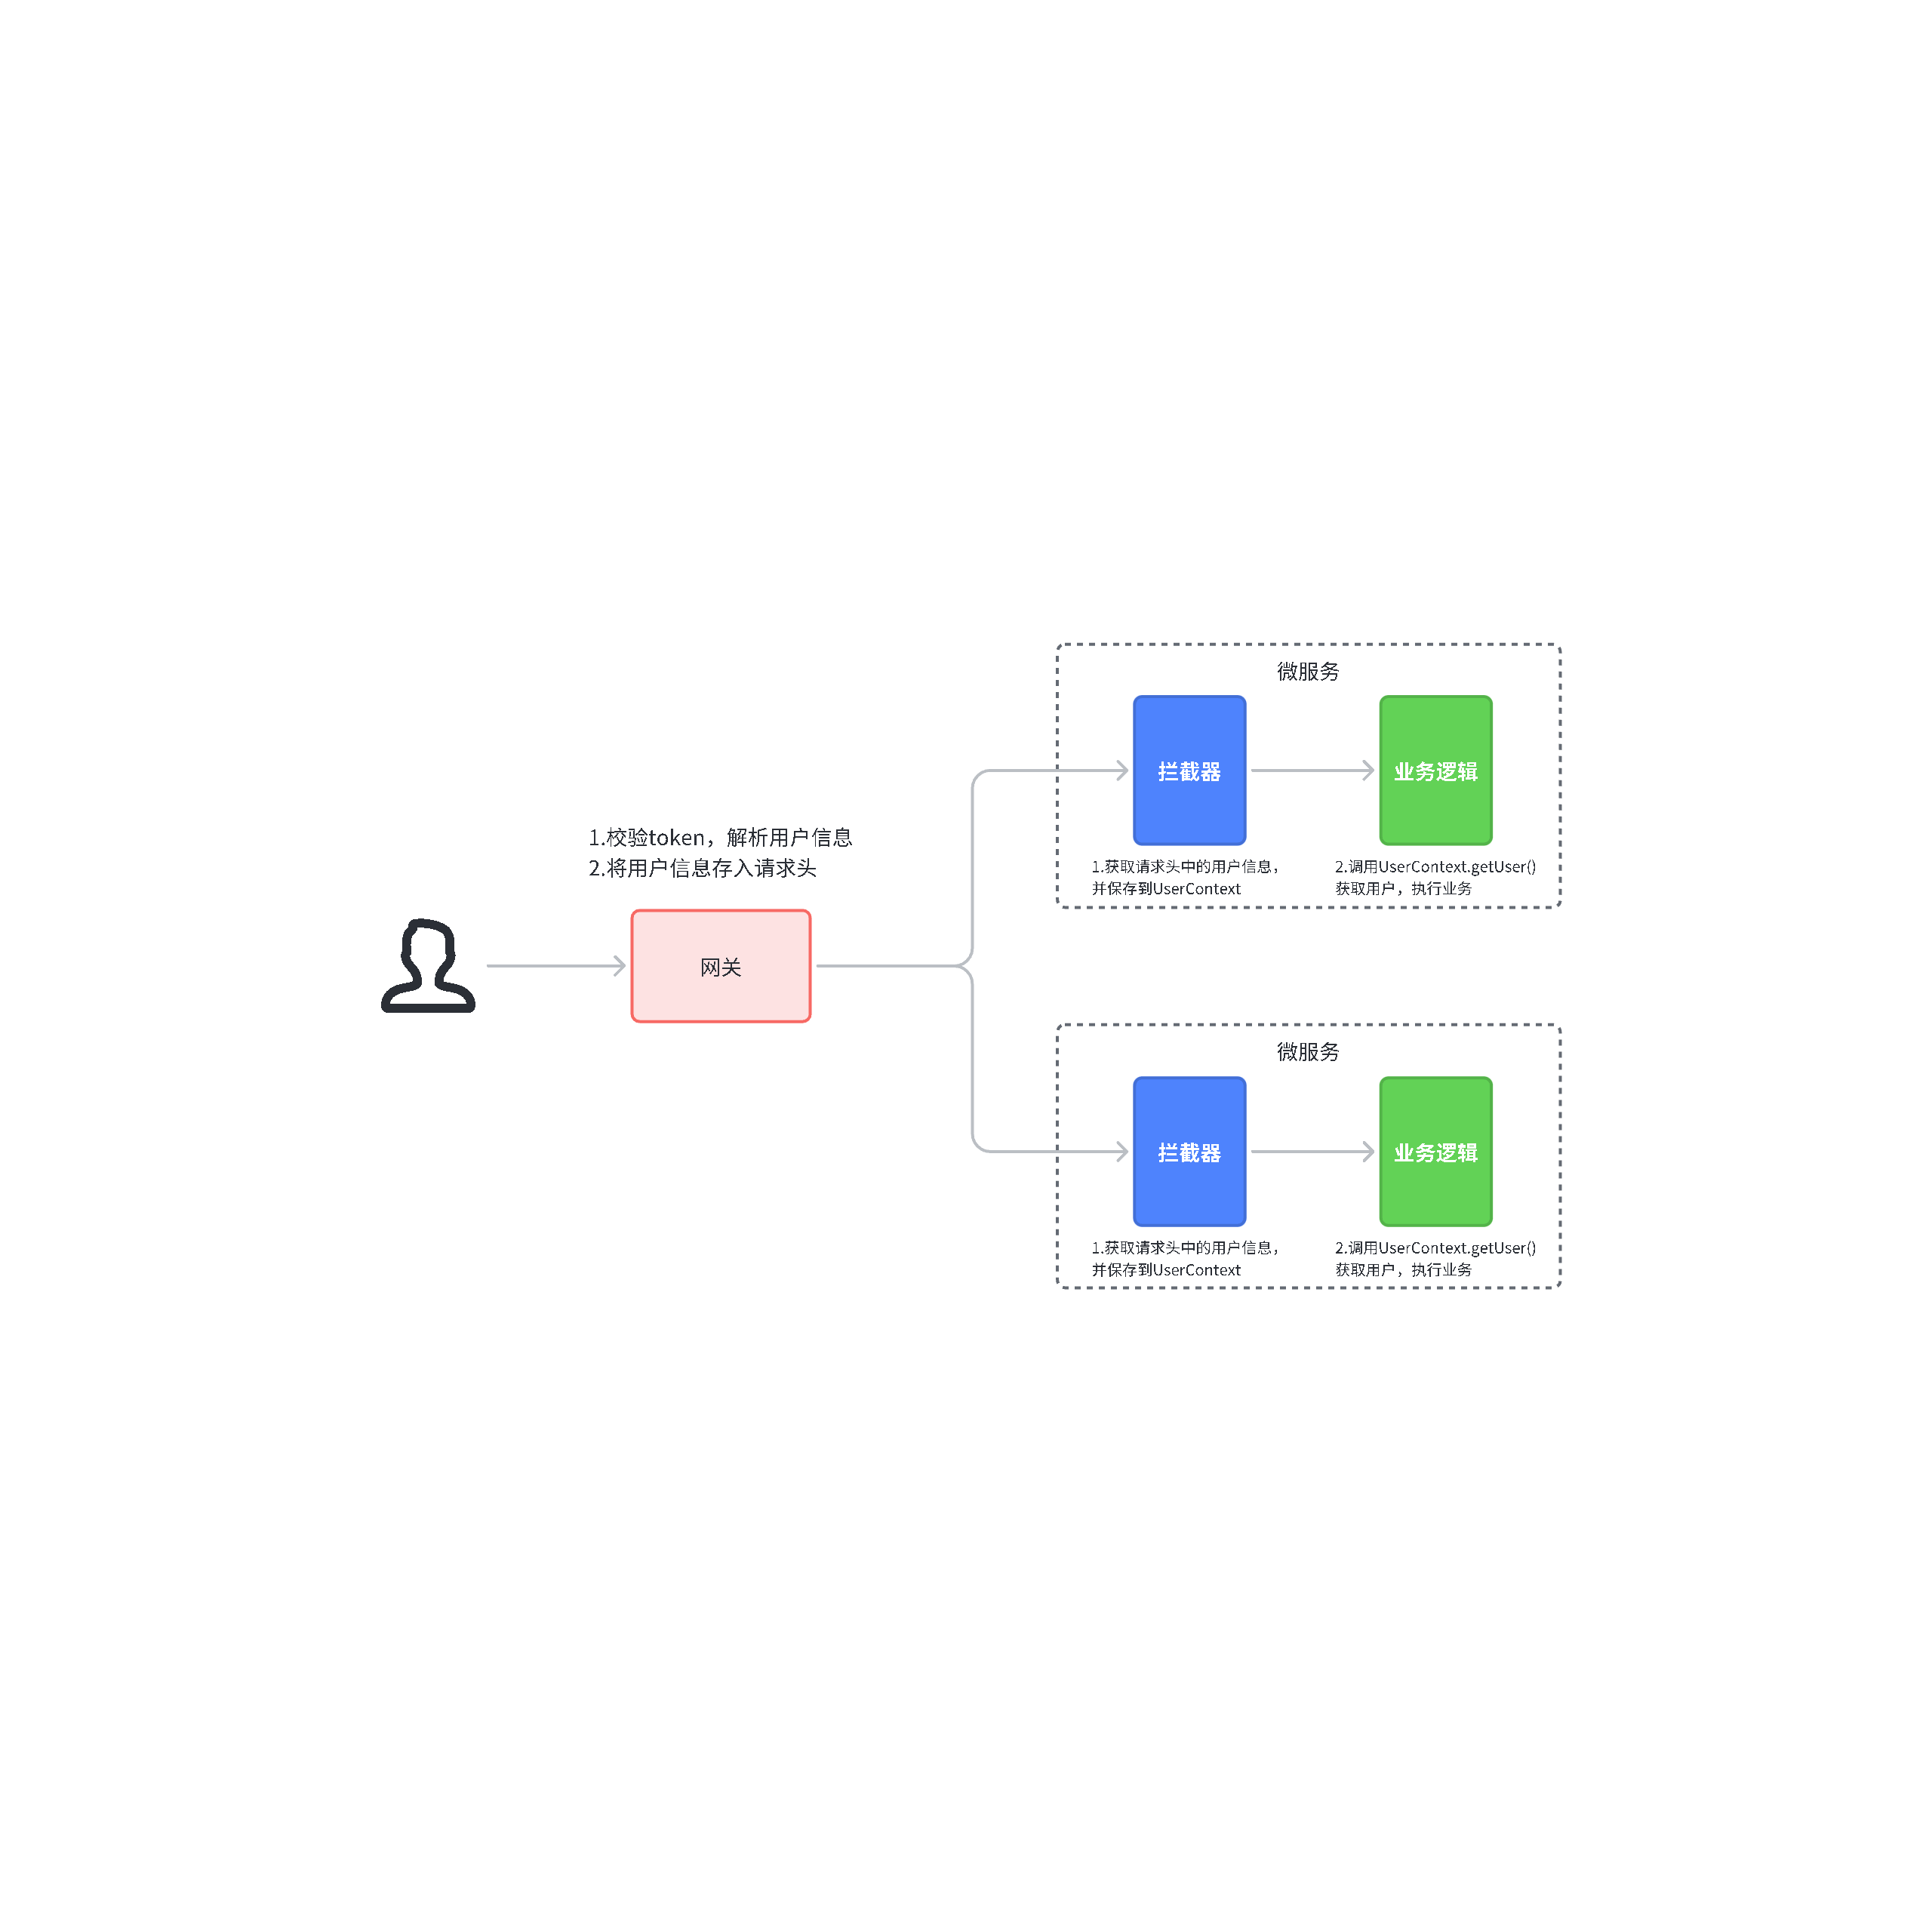 1.校验token，解析用户信息
2.将用户信息存入请求头
网关
微服务
拦截器
业务逻辑
1.获取请求头中的用户信息，
并保存到UserContext
2.调用UserContext.getUser()
获取用户，执行业务
微服务
拦截器
业务逻辑
1.获取请求头中的用户信息，
并保存到UserContext
2.调用UserContext.getUser()
获取用户，执行业务